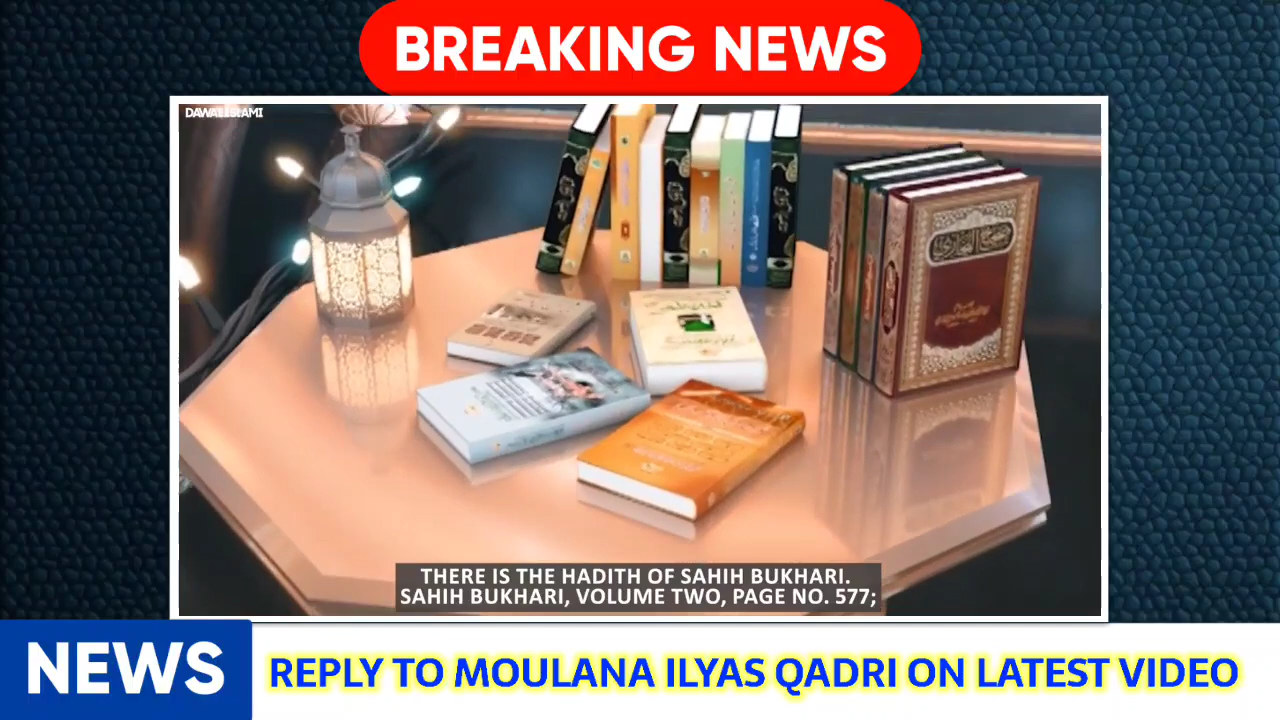 BREAKING NEWS
DAWATEISLAMI
THERE IS THE HADITH OF SAHIH BUKHARI.
SAHIH BUKHARI, VOLUME TWO, PAGE NO. 577;
NEWS
REPLY TO MOULANA ILYAS QADRI ON LATEST VIDEO